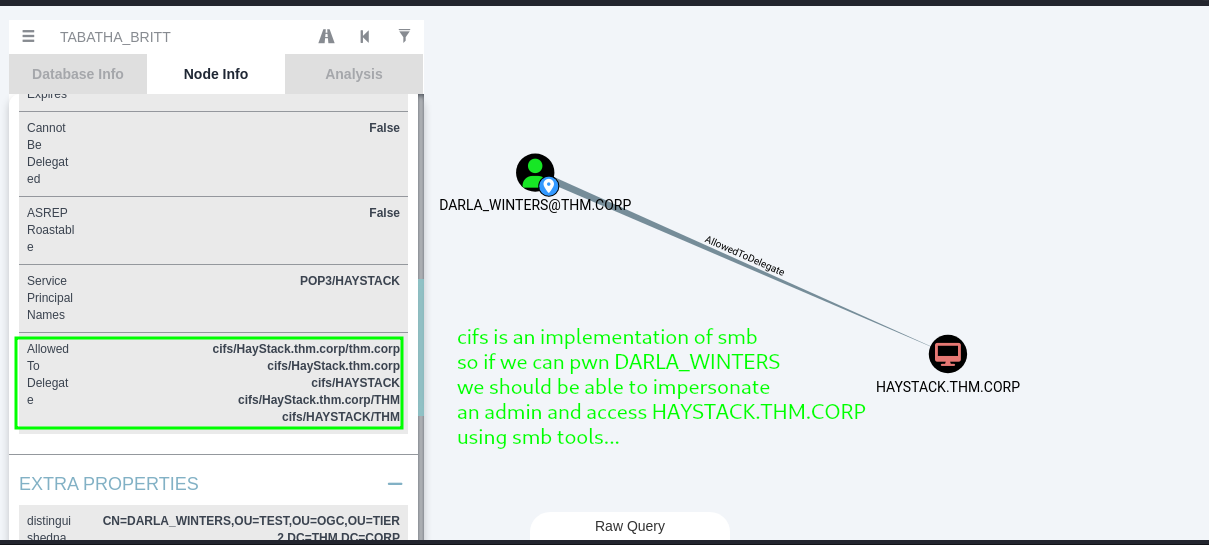 TABATHA_BRITT
Database Info
Node Info
Analysis
Expires
Cannot Be Delegated False
ASREP Roastable False
Service Principal Names POP3/HAYSTACK
Allowed To Delegate cifs/HayStack.thm.corp/thm.corp
cifs/HayStack.thm.corp
cifs/HAYSTACK
cifs/HayStack.thm.corp/THM
cifs/HAYSTACK/THM
EXTRA PROPERTIES
distingui CN=DARLA_WINTERS,OU=TEST,OU=OGC,OU=TIER
shedna 2,DC=THM,DC=CORP
DARLA_WINTERS@THM.CORP
AllowedToDelegate
HAYSTACK.THM.CORP
cifs is an implementation of smb
so if we can pwn DARLA_WINTERS
we should be able to impersonate
an admin and access HAYSTACK.THM.CORP
using smb tools...
Raw Query